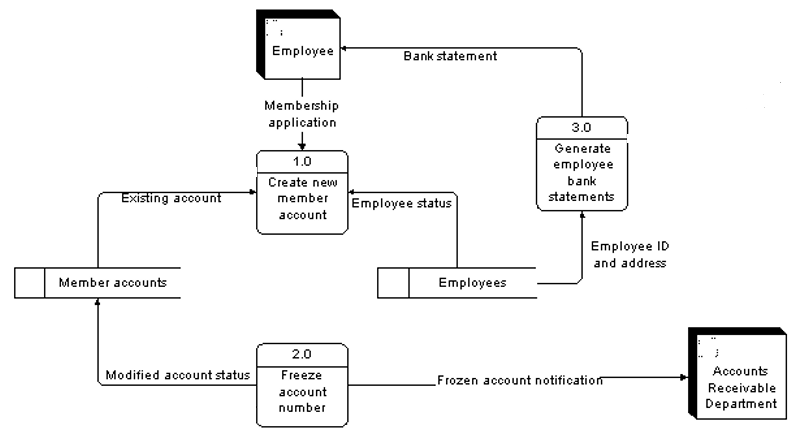 Employee
Bank statement
Membership
application
3.0
Generate
employee
bank
statements
1.0
Create new
member
account
Existing account
Employee status
Employee ID
and address
Member accounts
Employees
2.0
Freeze
account
number
Modified account status
Frozen account notification
Accounts
Receivable
Department